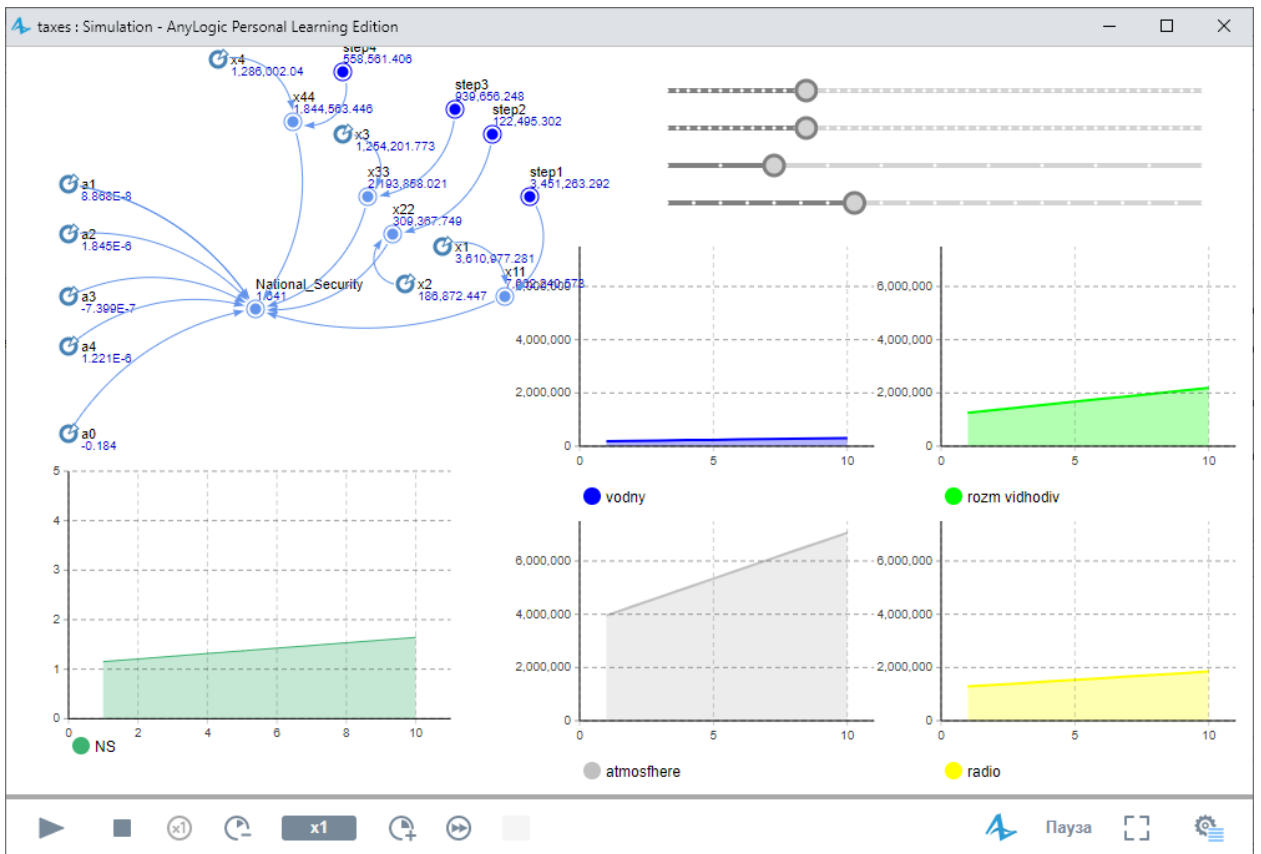 taxes : Simulation - AnyLogic Personal Learning Edition
x4
1,286,002.04
step4
558,561.406
x44
1,844,563.446
step3
939,656.248
step2
122,495.302
x3
1,254,201.773
x33
2,193,858.021
step1
3,451,263.292
x22
309,367.749
a1
8.868E-8
a2
1.845E-6
x1
3,610,977.281
x11
x2
186,872.447
National_Security
1.641
a3
-7.399E-7
a4
1.221E-6
a0
-0.184
6,000,000
4,000,000
2,000,000
0
0
5
10
vodny
6,000,000
4,000,000
2,000,000
0
0
5
10
rozm vidhodiv
5
4
3
2
1
0
0
2
4
6
8
10
NS
6,000,000
4,000,000
2,000,000
0
0
5
10
atmosfhere
6,000,000
4,000,000
2,000,000
0
0
5
10
radio
x1
x1
Пауза